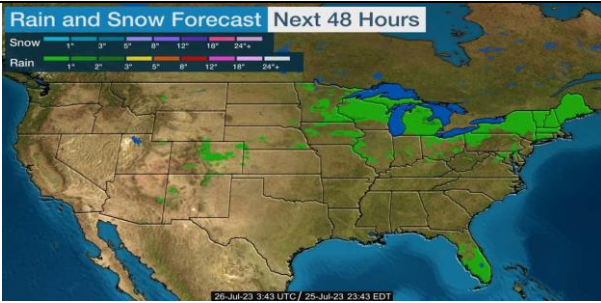 Rain and Snow Forecast Next 48 Hours
Snow 1" 3" 5" 8" 12" 18" 24"+
Rain 1" 2" 3" 5" 8" 12" 18" 24"+
26-Jul-23 3:43 UTC / 25-Jul-23 23:43 EDT